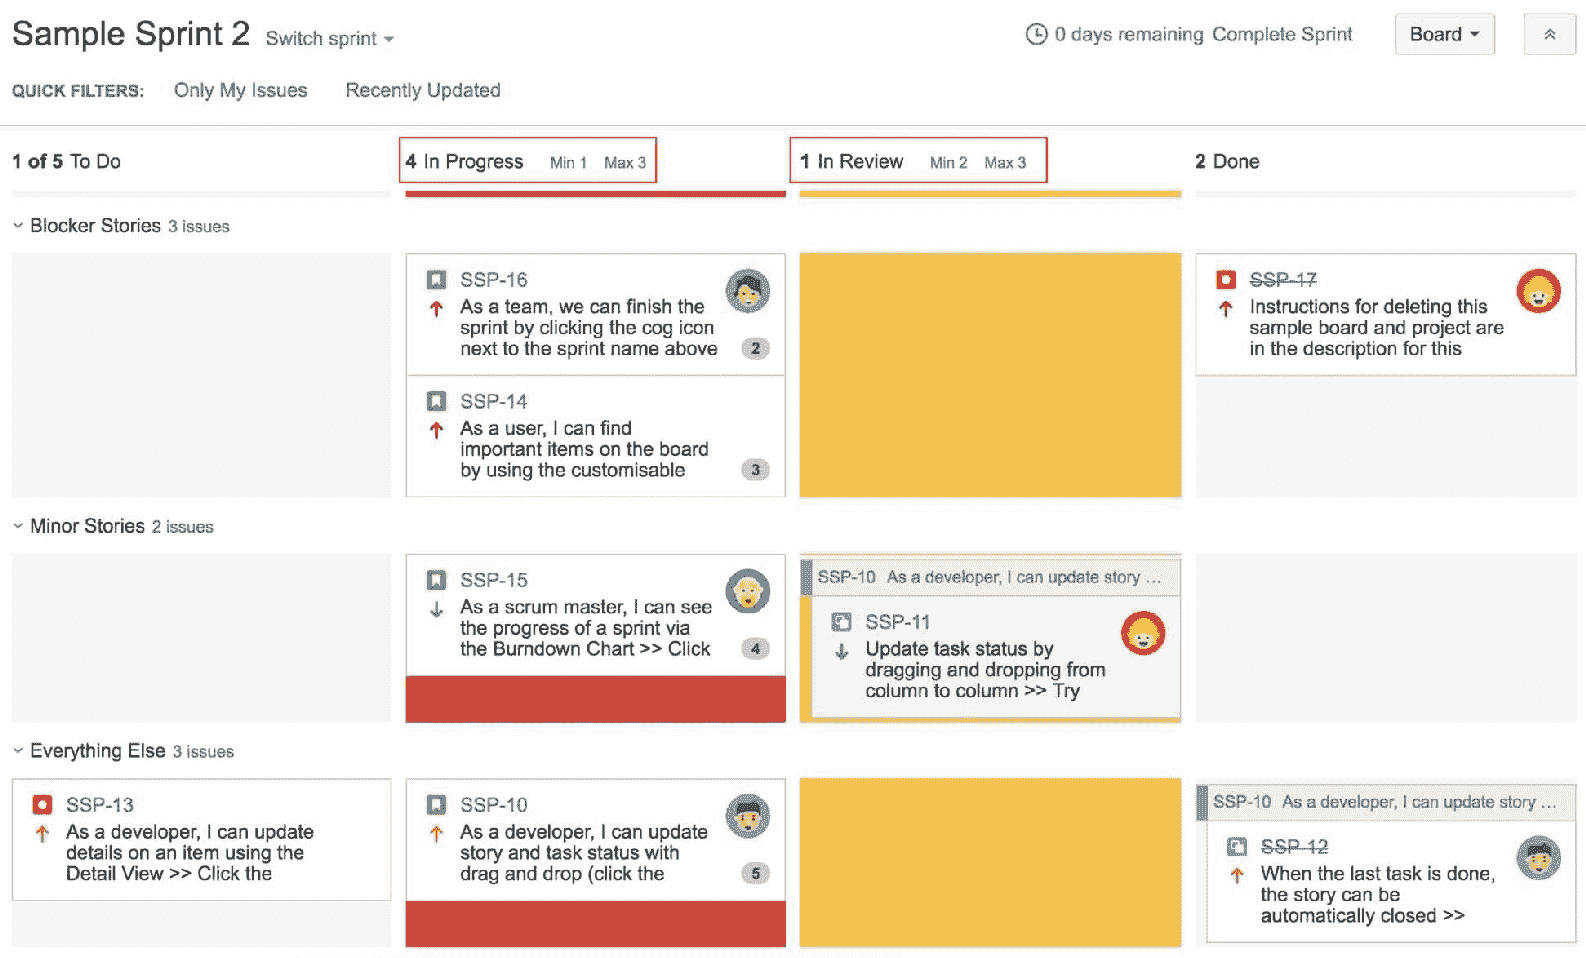 Sample Sprint 2 Switch sprint
0 days remaining Complete Sprint Board
QUICK FILTERS: Only My Issues Recently Updated
1 of 5 To Do
4 In Progress Min 1 Max 3
1 In Review Min 2 Max 3
2 Done
Blocker Stories 3 issues
SSP-16
As a team, we can finish the
sprint by clicking the cog icon
next to the sprint name above
2
SSP-14
As a user, I can find
important items on the board
by using the customisable
3
SSP-17
Instructions for deleting this
sample board and project are
in the description for this
Minor Stories 2 issues
SSP-15
As a scrum master, I can see
the progress of a sprint via
the Burndown Chart >> Click
4
SSP-10 As a developer, I can update story ...
SSP-11
Update task status by
dragging and dropping from
column to column >> Try
Everything Else 3 issues
SSP-13
As a developer, I can update
details on an item using the
Detail View >> Click the
SSP-10
As a developer, I can update
story and task status with
drag and drop (click the
5
SSP-10 As a developer, I can update story ...
SSP-12
When the last task is done,
the story can be
automatically closed >>